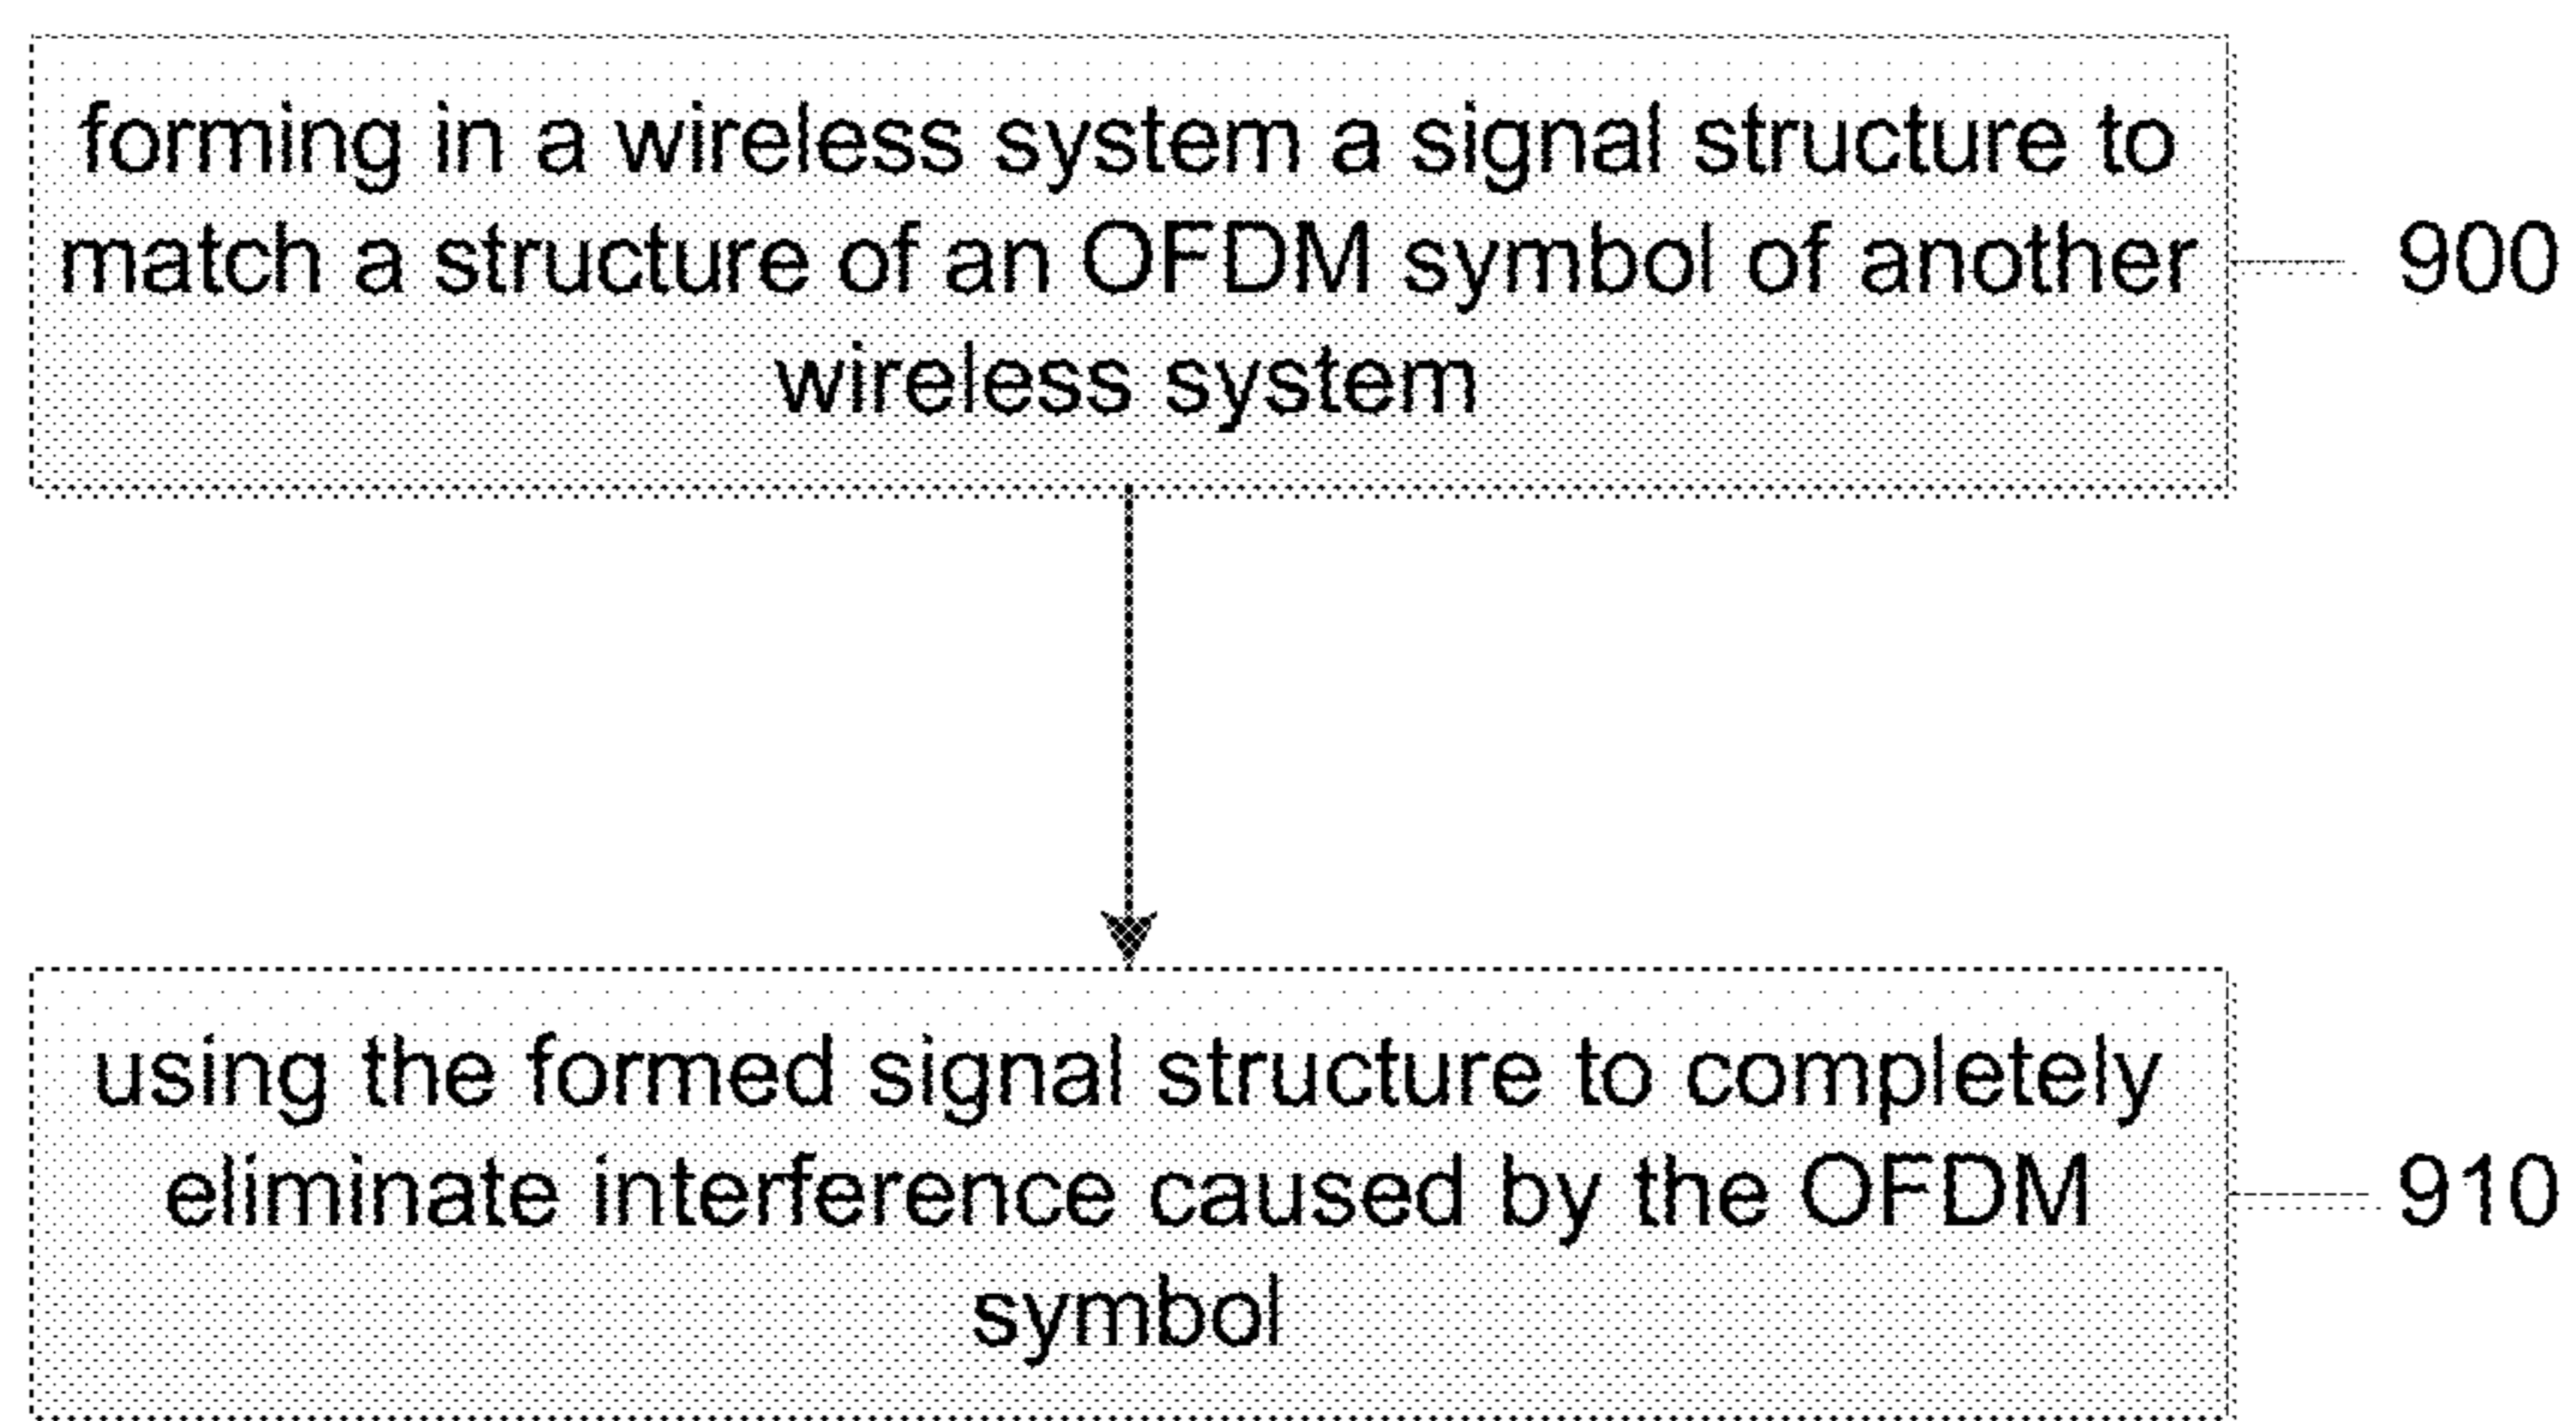 forming in a wireless system a signal structure to
match a structure of an OFDM symbol of another
wireless system
900
using the formed signal structure to completely
eliminate interference caused by the OFDM
symbol
910